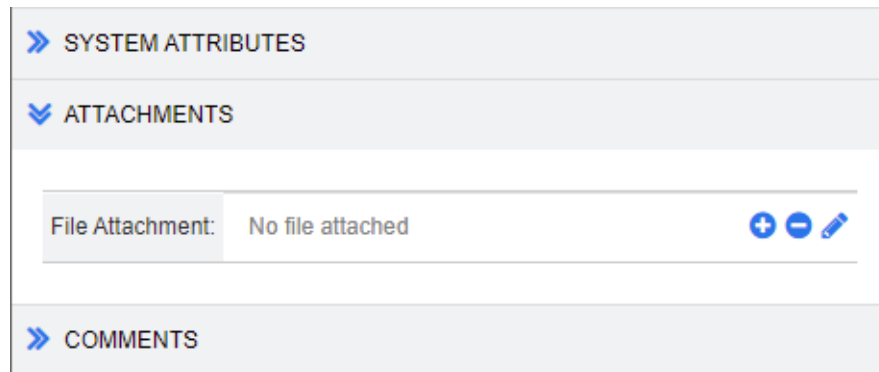 SYSTEM ATTRIBUTES
ATTACHMENTS
File Attachment: No file attached
COMMENTS